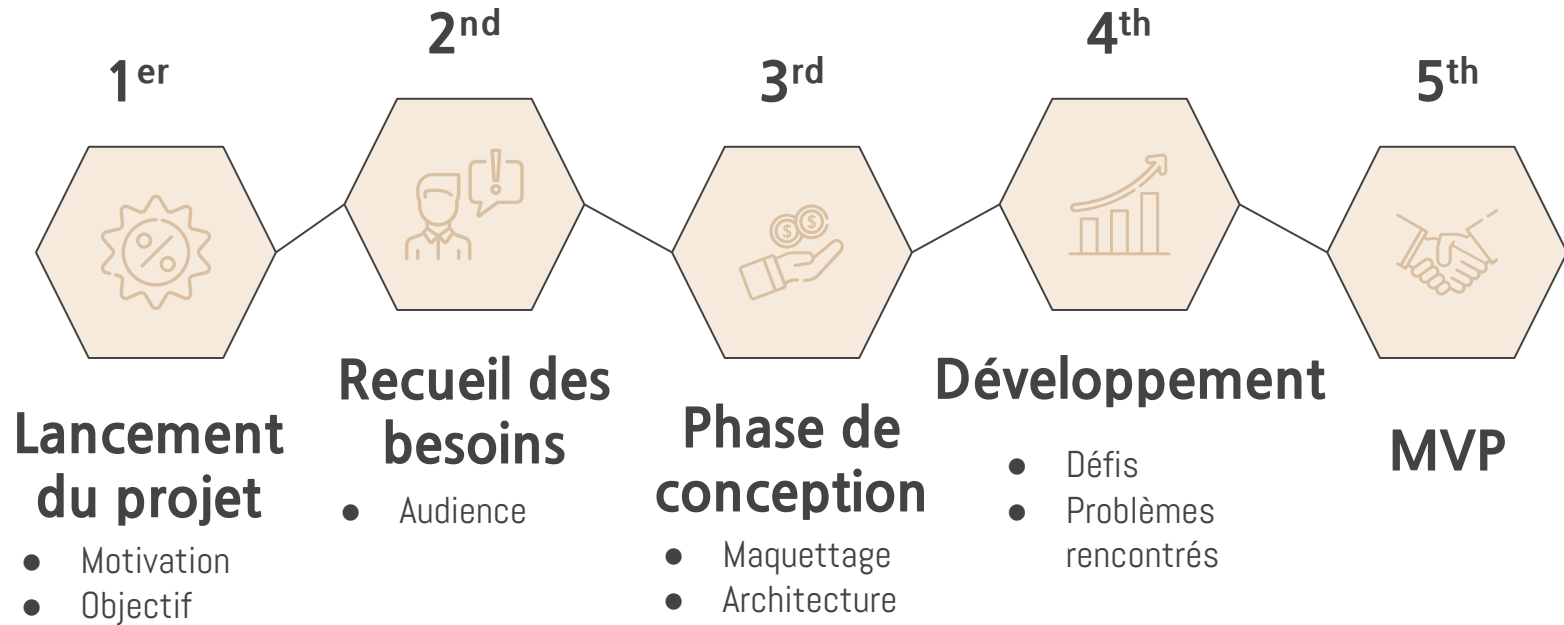 1er
Lancement
du projet
● Motivation
● Objectif
2nd
Recueil des
besoins
● Audience
3rd
Phase de
conception
● Maquettage
● Architecture
4th
Développement
● Défis
● Problèmes
rencontrés
5th
MVP